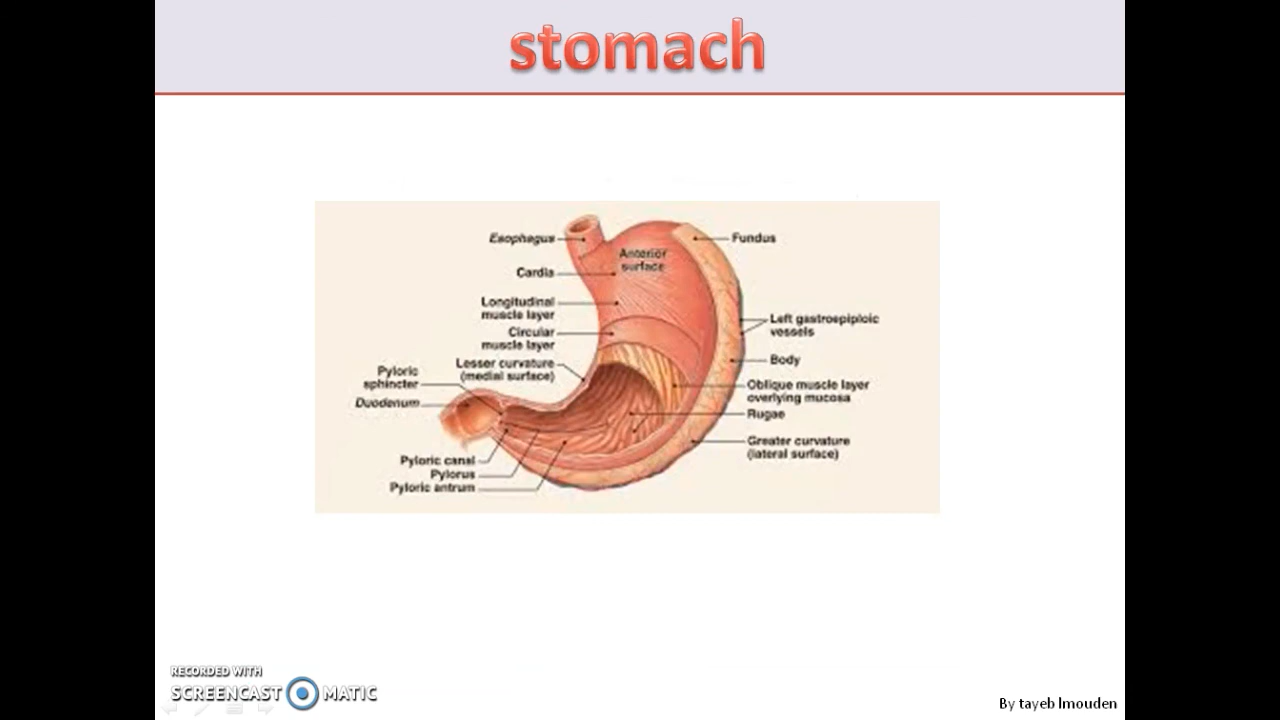 stomach
Esophagus
Fundus
Anterior
surface
Cardia
Longitudinal
muscle layer
Left gastroepiploic
vessels
Circular
muscle layer
Lesser curvature
(medial surface)
Body
Pyloric
sphincter
Oblique muscle layer
overlying mucosa
Duodenum
Rugae
Greater curvature
(lateral surface)
Pyloric canal
Pylorus
Pyloric antrum
RECORDED WITH
SCREENCAST MATIC
By tayeb lmouden